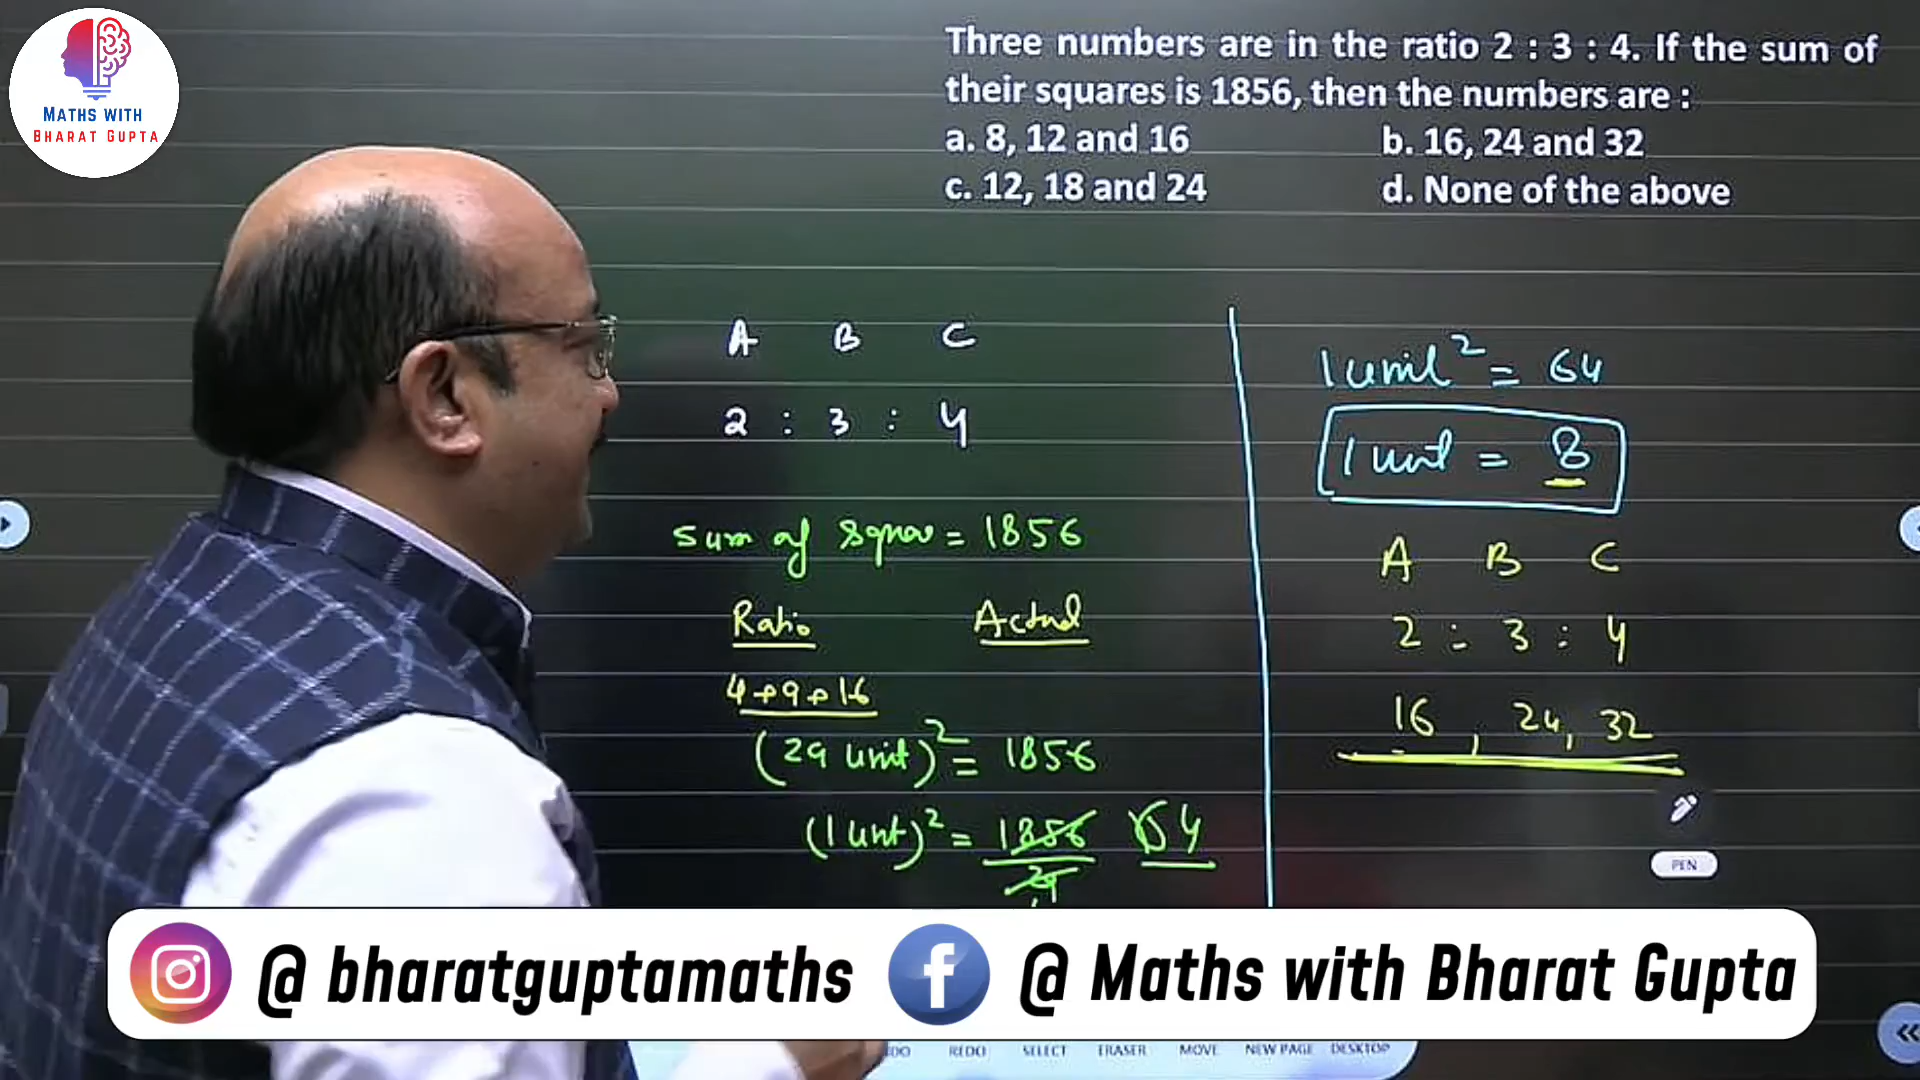 MATHS WITH
BHARAT GUPTA
Three numbers are in the ratio 2 : 3 : 4. If the sum of
their squares is 1856, then the numbers are :
a. 8, 12 and 16
b. 16, 24 and 32
c. 12, 18 and 24
d. None of the above
A B C
2 : 3 : 4
sum of = 1856
Ratio Actual
4+9+16
(29 unit)² = 1856
(1 unt)² = 1856/29 64
1 unit² = 64
1 unit = 8
A B C
2 : 3 : 4
16 , 24, 32
PEN
@ bharatguptamaths
@ Maths with Bharat Gupta
REDO SELECT ERASER MOVE NEW PAGE DESKTOP